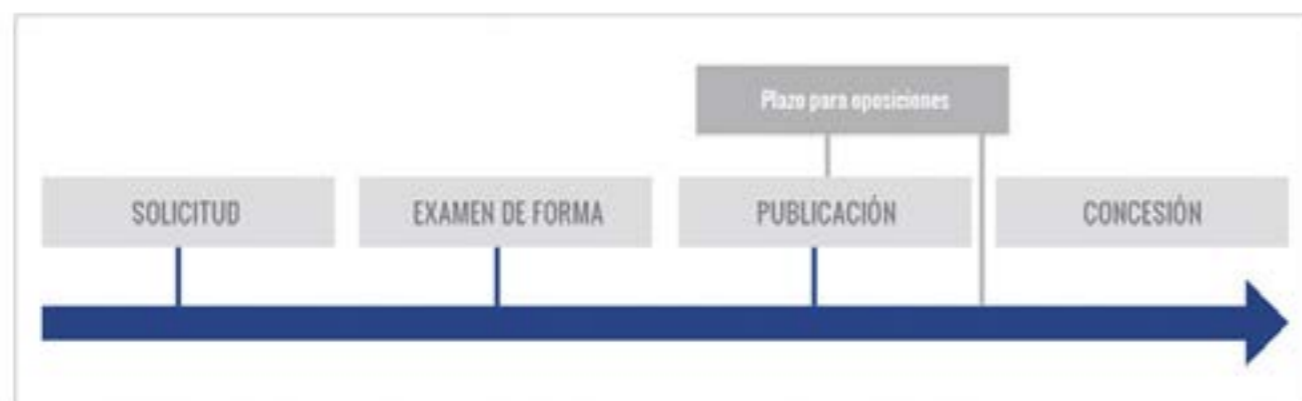 Plazo para oposiciones
SOLICITUD
EXAMEN DE FORMA
PUBLICACIÓN
CONCESIÓN